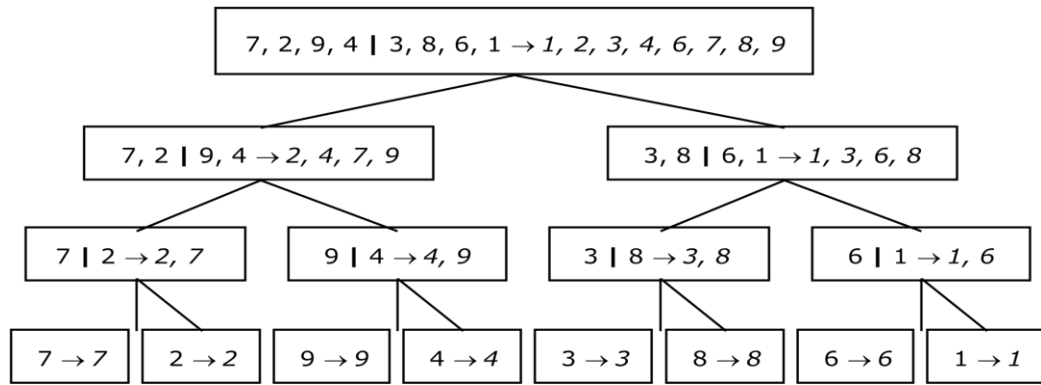 7, 2, 9, 4 | 3, 8, 6, 1 → 1, 2, 3, 4, 6, 7, 8, 9
7, 2 | 9, 4 → 2, 4, 7, 9
3, 8 | 6, 1 → 1, 3, 6, 8
7 | 2 → 2, 7
9 | 4 → 4, 9
3 | 8 → 3, 8
6 | 1 → 1, 6
7 → 7
2 → 2
9 → 9
4 → 4
3 → 3
8 → 8
6 → 6
1 → 1